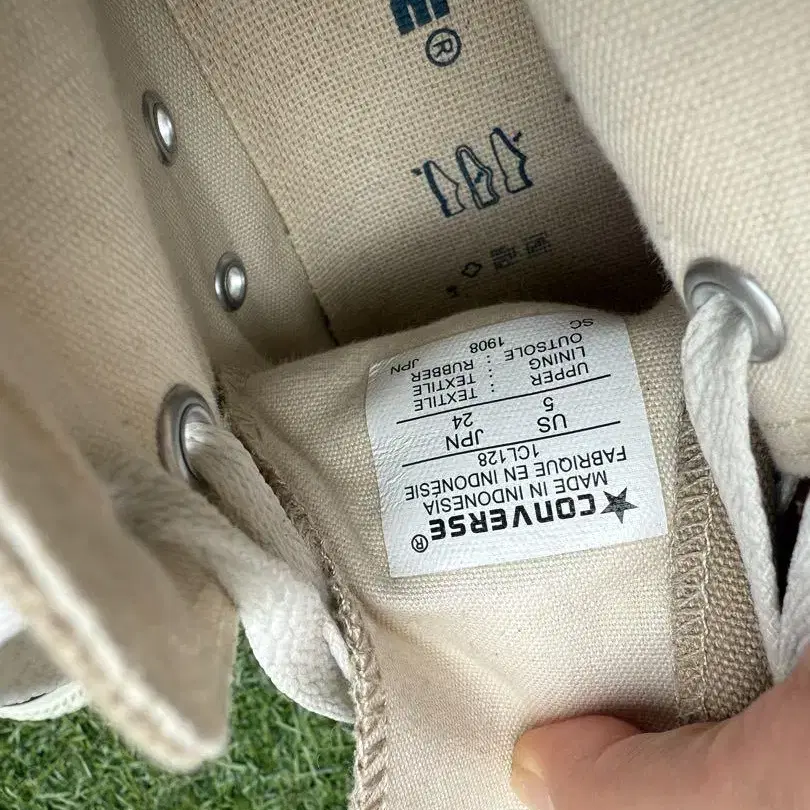 ★CONVERSE®
MADE IN INDONESIA
FABRIQUE EN INDONÉSIE
1CL128
US JPN
5 24
UPPER : TEXTILE
LINING : TEXTILE
OUTSOLE : RUBBER
SC 1908 JPN
®